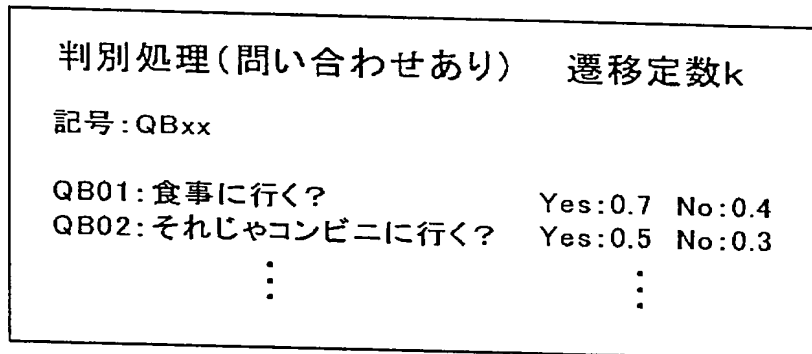 判別処理(問い合わせあり) 遷移定数k
記号:QBxx
QB01:食事に行く? Yes:0.7 No:0.4
QB02:それじゃコンビニに行く? Yes:0.5 No:0.3
⋮ ⋮